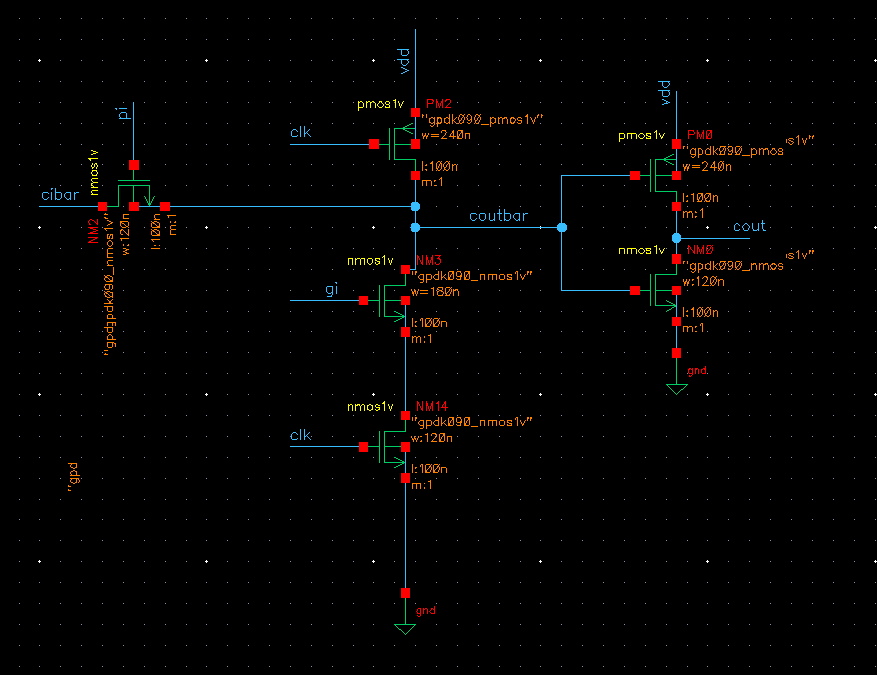 vdd
pmos1v
PM2
"gpdk090_pmos1v"
clk
w=240n
l:100n
m:1
pi
nmos1v
cibar
NM2
w:120n
l:100n
m:1
"gpd
coutbar
nmos1v
NM3
"gpdk090_nmos1v"
gi
w=180n
l:100n
m:1
nmos1v
NM14
"gpdk090_nmos1v"
clk
w:120n
l:100n
m:1
gnd
vdd
pmos1v
PM0
"gpdk090_pmos
s1v"
w=240n
l:100n
m:1
cout
nmos1v
NM0
"gpdk090_nmos
s1v"
w:120n
l:100n
m:1
gnd